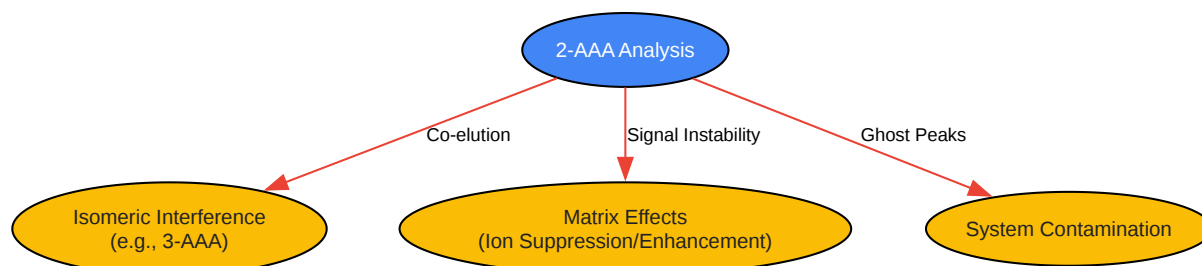 2-AAA Analysis
Co-elution
Signal Instability
Ghost Peaks
Isomeric Interference
(e.g., 3-AAA)
Matrix Effects
(Ion Suppression/Enhancement)
System Contamination